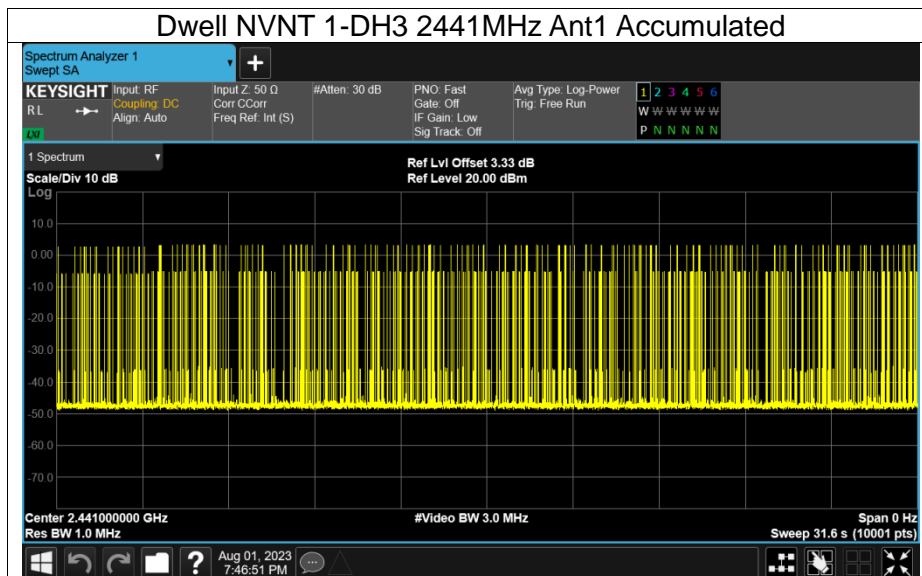 Dwell NVNT 1-DH3 2441MHz Ant1 Accumulated
Spectrum Analyzer 1
Swept SA
▼
+
KEYSIGHT Input: RF Input Z: 50 Ω #Atten: 30 dB PNO: Fast Avg Type: Log-Power 1 2 3 4 5 6
RL Coupling: DC Corr CCorr Gate: Off Trig: Free Run W W W W W W
Align: Auto Freq Ref: Int (S) IF Gain: Low
LXI Sig Track: Off P N N N N N
1 Spectrum ▼
Ref Lvl Offset 3.33 dB
Scale/Div 10 dB Ref Level 20.00 dBm
Log
10.0
0.00
-10.0
-20.0
-30.0
-40.0
-50.0
-60.0
-70.0
Center 2.441000000 GHz #Video BW 3.0 MHz Span 0 Hz
Res BW 1.0 MHz Sweep 31.6 s (10001 pts)
? Aug 01, 2023
7:46:51 PM